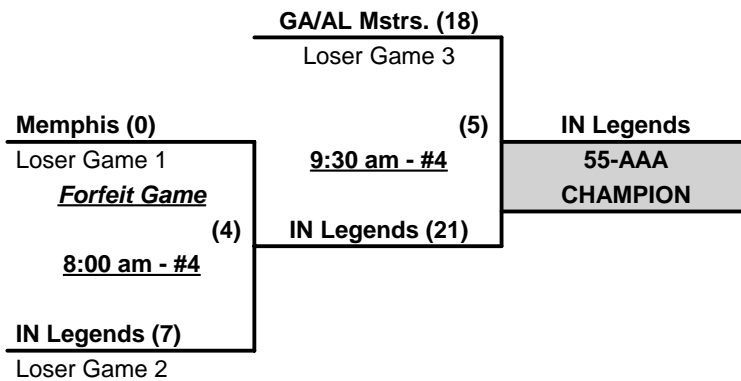 GA/AL Mstrs. (18)
Loser Game 3
Memphis (0)
(5)
IN Legends
Loser Game 1
9:30 am - #4
55-AAA
Forfeit Game
CHAMPION
(4)
IN Legends (21)
8:00 am - #4
IN Legends (7)
Loser Game 2